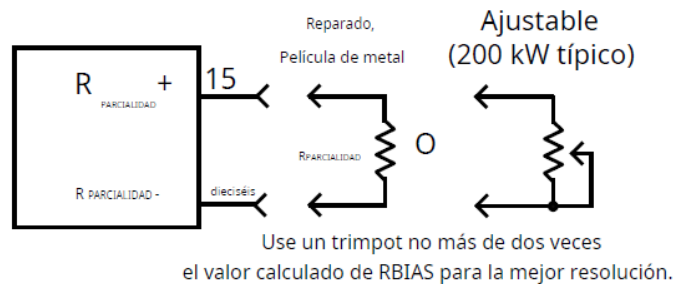 Reparado,
Película de metal
Ajustable
(200 kW típico)
R PARCIALIDAD + 15
RPARCIALIDAD
O
R PARCIALIDAD - dieciséis
Use un trimpot no más de dos veces
el valor calculado de RBIAS para la mejor resolución.